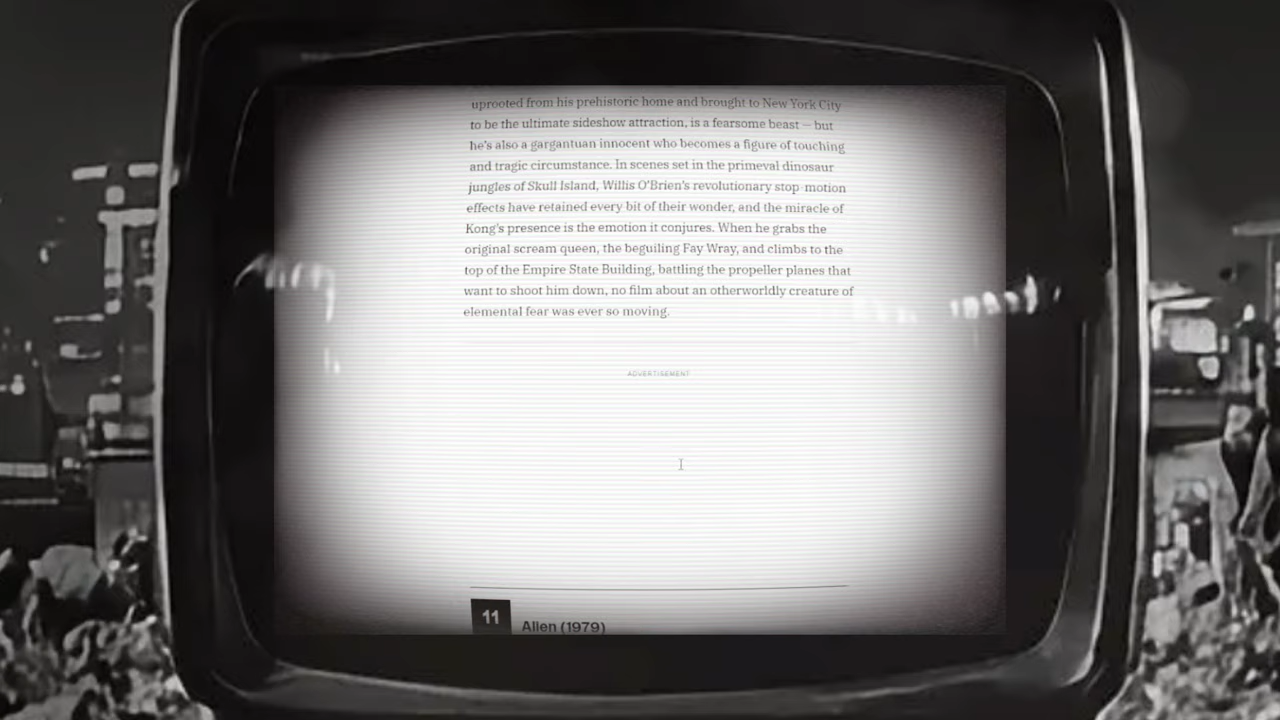 uprooted from his prehistoric home and brought to New York City
to be the ultimate sideshow attraction, is a fearsome beast — but
he's also a gargantuan innocent who becomes a figure of touching
and tragic circumstance. In scenes set in the primeval dinosaur
jungles of Skull Island, Willis O'Brien's revolutionary stop-motion
effects have retained every bit of their wonder, and the miracle of
Kong's presence is the emotion it conjures. When he grabs the
original scream queen, the beguiling Fay Wray, and climbs to the
top of the Empire State Building, battling the propeller planes that
want to shoot him down, no film about an otherworldly creature of
elemental fear was ever so moving.
ADVERTISEMENT
11
Alien (1979)